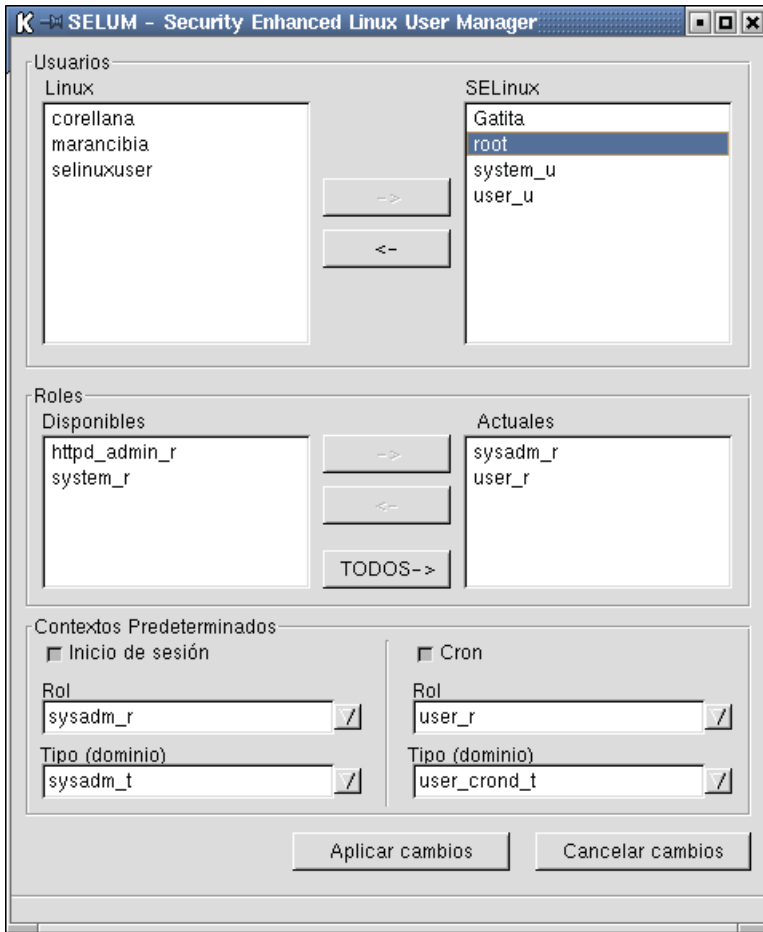 SELUM - Security Enhanced Linux User Manager
Usuarios
Linux
corellana
marancibia
selinuxuser
->
<-
SELinux
Gatita
root
system_u
user_u
Roles
Disponibles
httpd_admin_r
system_r
->
<-
TODOS->
Actuales
sysadm_r
user_r
Contextos Predeterminados
Inicio de sesión
Rol
sysadm_r
Tipo (dominio)
sysadm_t
Cron
Rol
user_r
Tipo (dominio)
user_crond_t
Aplicar cambios
Cancelar cambios